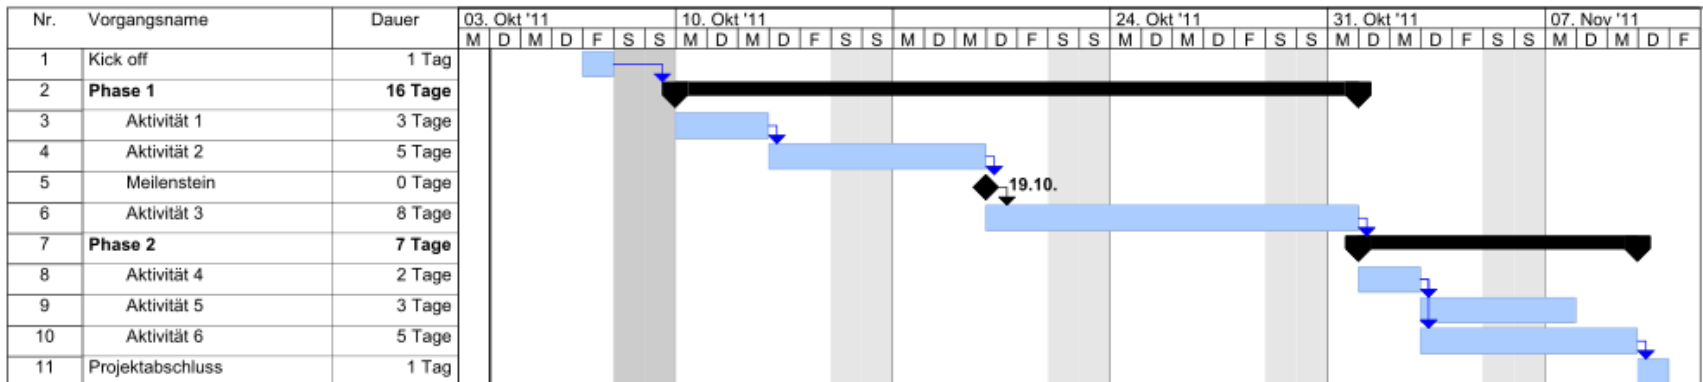 Nr. Vorgangsname Dauer 03. Okt '11 10. Okt '11 24. Okt '11 31. Okt '11 07. Nov '11
M D M D F S S M D M D F S S M D M D F S S M D M D F S S M D M D F S S M D M D F
1 Kick off 1 Tag
2 Phase 1 16 Tage
3 Aktivität 1 3 Tage
4 Aktivität 2 5 Tage
5 Meilenstein 0 Tage 19.10.
6 Aktivität 3 8 Tage
7 Phase 2 7 Tage
8 Aktivität 4 2 Tage
9 Aktivität 5 3 Tage
10 Aktivität 6 5 Tage
11 Projektabschluss 1 Tag